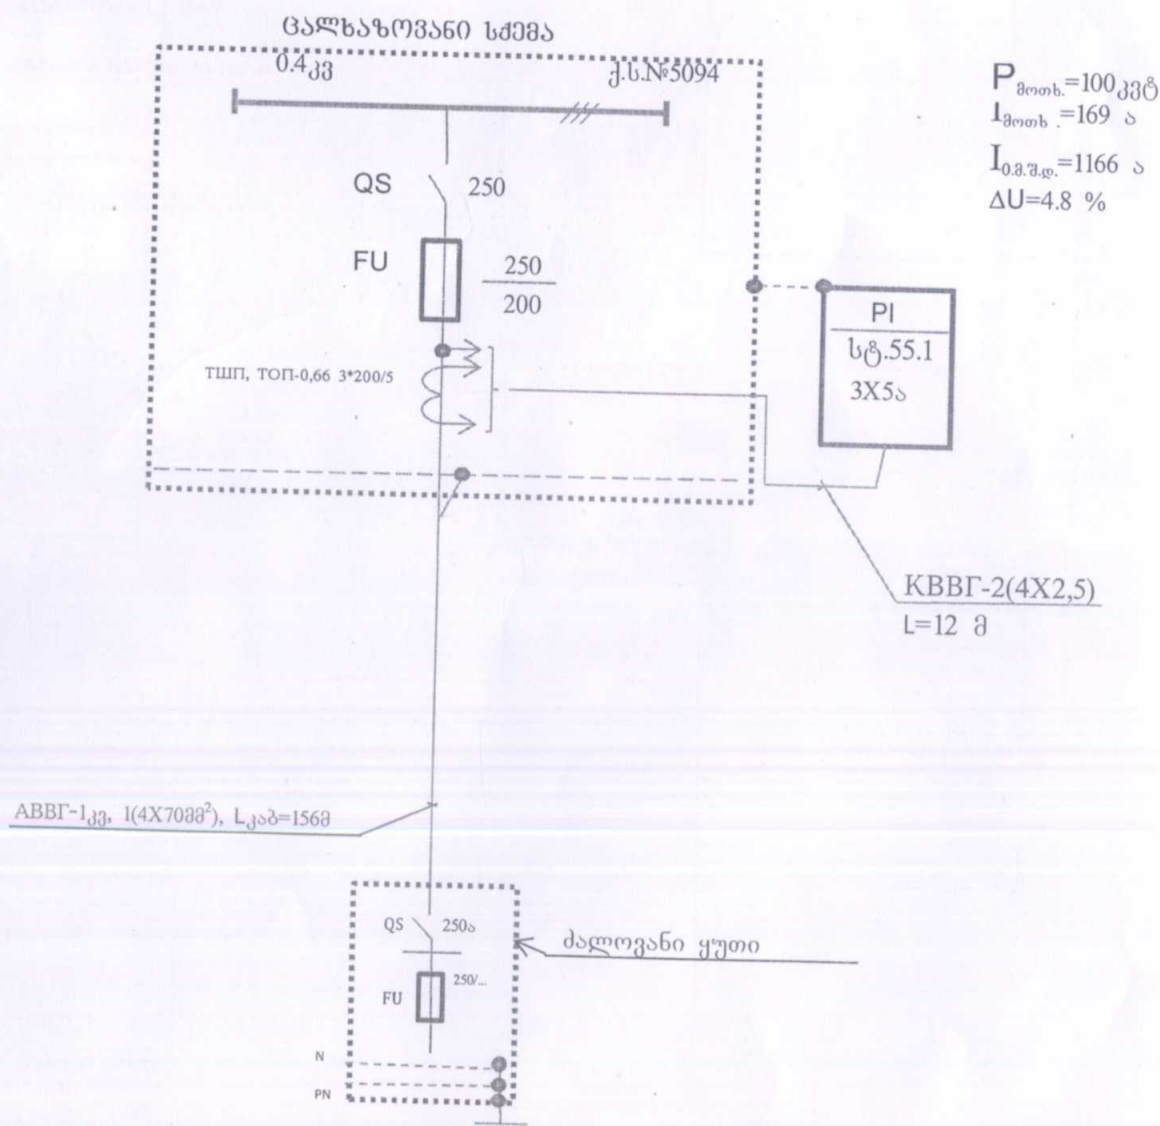 ცალხაზოვანი სქემა
0.4კვ
ქ.ს.№5094
Pმოთხ.=100კვტ
Iმოთხ .=169 ა
Iო.მ.შ.დ.=1166 ა
ΔU=4.8 %
QS
250
FU
250
200
PI
სტ.55.1
3X5ა
ТШП, ТОП-0,66 3*200/5
КВВГ-2(4X2,5)
L=12 მ
АВВГ-1კვ, 1(4X70მმ²), Lკაბ=156მ
QS
250ა
ძალოვანი ყუთი
250/...
FU
N
PN